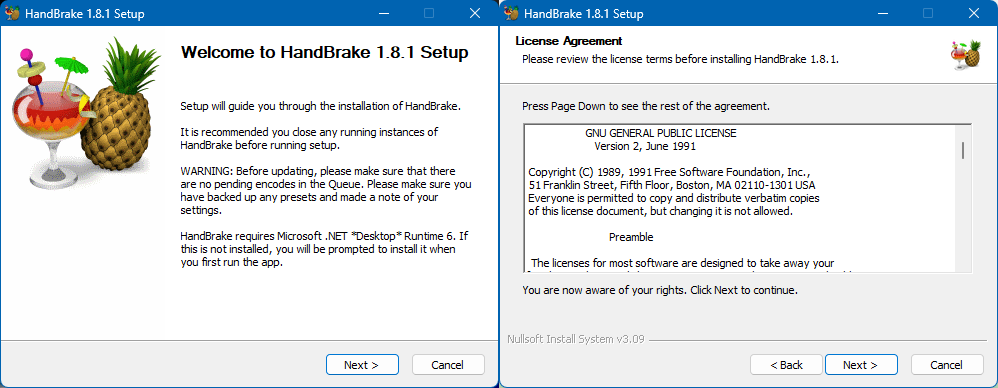 HandBrake 1.8.1 Setup
Welcome to HandBrake 1.8.1 Setup
Setup will guide you through the installation of HandBrake.
It is recommended you close any running instances of
HandBrake before running setup.
WARNING: Before updating, please make sure that there
are no pending encodes in the Queue. Please make sure you
have backed up any presets and made a note of your
settings.
HandBrake requires Microsoft .NET *Desktop* Runtime 6. If
this is not installed, you will be prompted to install it when
you first run the app.
Next >
Cancel
HandBrake 1.8.1 Setup
License Agreement
Please review the license terms before installing HandBrake 1.8.1.
Press Page Down to see the rest of the agreement.
GNU GENERAL PUBLIC LICENSE
Version 2, June 1991
Copyright (C) 1989, 1991 Free Software Foundation, Inc.,
51 Franklin Street, Fifth Floor, Boston, MA 02110-1301 USA
Everyone is permitted to copy and distribute verbatim copies
of this license document, but changing it is not allowed.
Preamble
The licenses for most software are designed to take away your
You are now aware of your rights. Click Next to continue.
Nullsoft Install System v3.09
< Back
Next >
Cancel